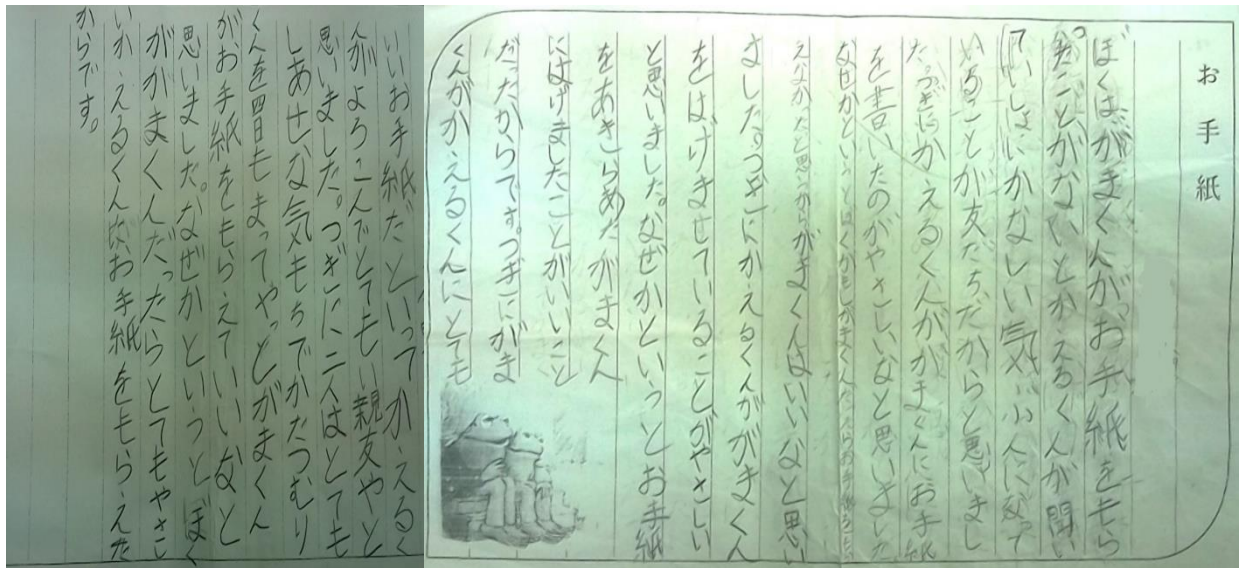 お手紙
ぼくは、がまくんがお手紙をもら
たことがないとかえるくんが聞い
ていっしょにかなしい気ぶんになって
いることが友だちだからと思いまし
た。つぎにかえるくんががまくんにお手紙
を書いたのがやさしいなと思いました
なぜかというとぼくがもしがまくんだったらお手紙を
えなかったと思うからがまくんはいいなと思い
ました。つぎにかえるくんががまくん
をはげきましていることがやさしい
と思いました。なぜかというとお手紙
をあきらめたがまくん
にはげましたことがいいこと
だったからです。つぎにがま
くんがかえるくんにとても
いいお手紙だといってかえるく
んがよろこんでとてもいい親友やと
思いました。つぎに二人はとても
しあせな気もちでかたつむり
くんを四日もまってやっとがまくん
がお手紙をもらえていいなと
思いました。なぜかというとぼく
ががまくんだったらとてもやさし
いかえるくんにお手紙をもらえた
からです。